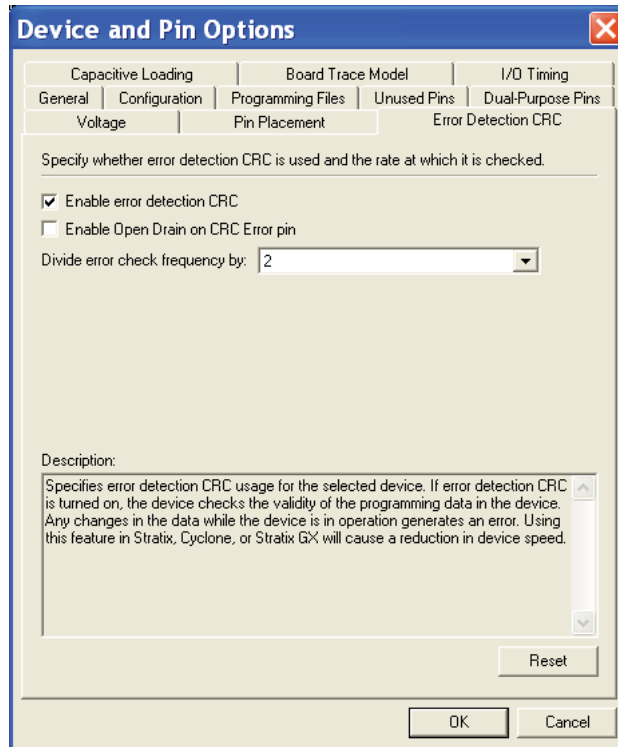 Device and Pin Options
Capacitive Loading Board Trace Model I/O Timing
General Configuration Programming Files Unused Pins Dual-Purpose Pins
Voltage Pin Placement Error Detection CRC
Specify whether error detection CRC is used and the rate at which it is checked.
Enable error detection CRC
Enable Open Drain on CRC Error pin
Divide error check frequency by: 2
Description:
Specifies error detection CRC usage for the selected device. If error detection CRC
is turned on, the device checks the validity of the programming data in the device.
Any changes in the data while the device is in operation generates an error. Using
this feature in Stratix, Cyclone, or Stratix GX will cause a reduction in device speed.
Reset
OK Cancel